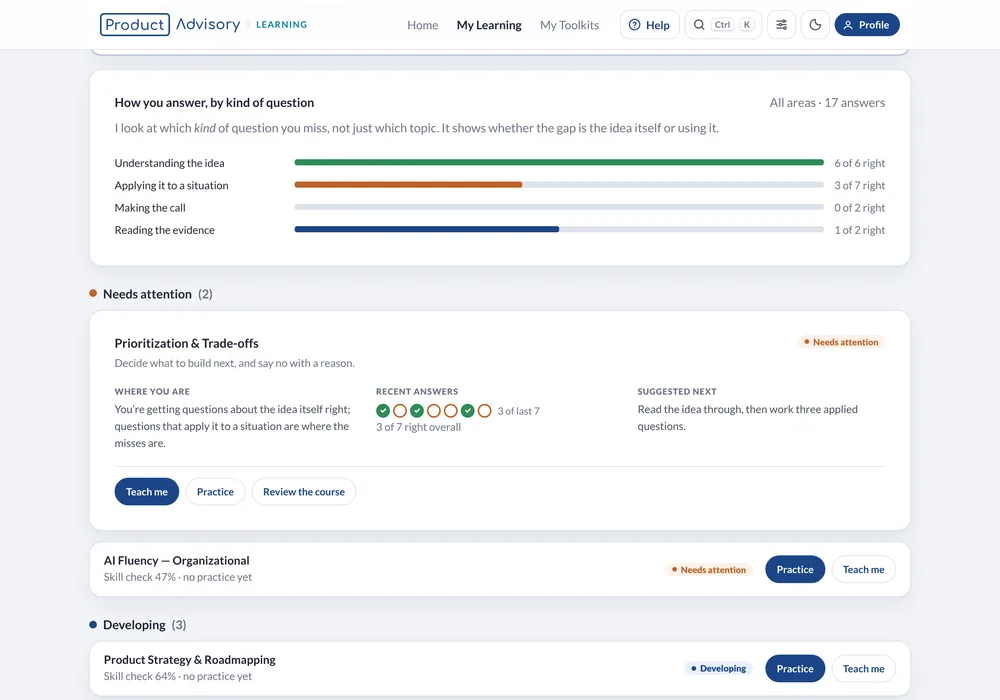 Product Advisory LEARNING
Home My Learning My Toolkits Help Ctrl K Profile
How you answer, by kind of question
All areas · 17 answers
I look at which kind of question you miss, not just which topic. It shows whether the gap is the idea itself or using it.
Understanding the idea 6 of 6 right
Applying it to a situation 3 of 7 right
Making the call 0 of 2 right
Reading the evidence 1 of 2 right
Needs attention (2)
Prioritization & Trade-offs
Needs attention
Decide what to build next, and say no with a reason.
WHERE YOU ARE
You're getting questions about the idea itself right;
questions that apply it to a situation are where the
misses are.
RECENT ANSWERS
3 of last 7
3 of 7 right overall
SUGGESTED NEXT
Read the idea through, then work three applied
questions.
Teach me Practice Review the course
AI Fluency — Organizational
Skill check 47% · no practice yet
Needs attention Practice Teach me
Developing (3)
Product Strategy & Roadmapping
Skill check 64% · no practice yet
Developing Practice Teach me